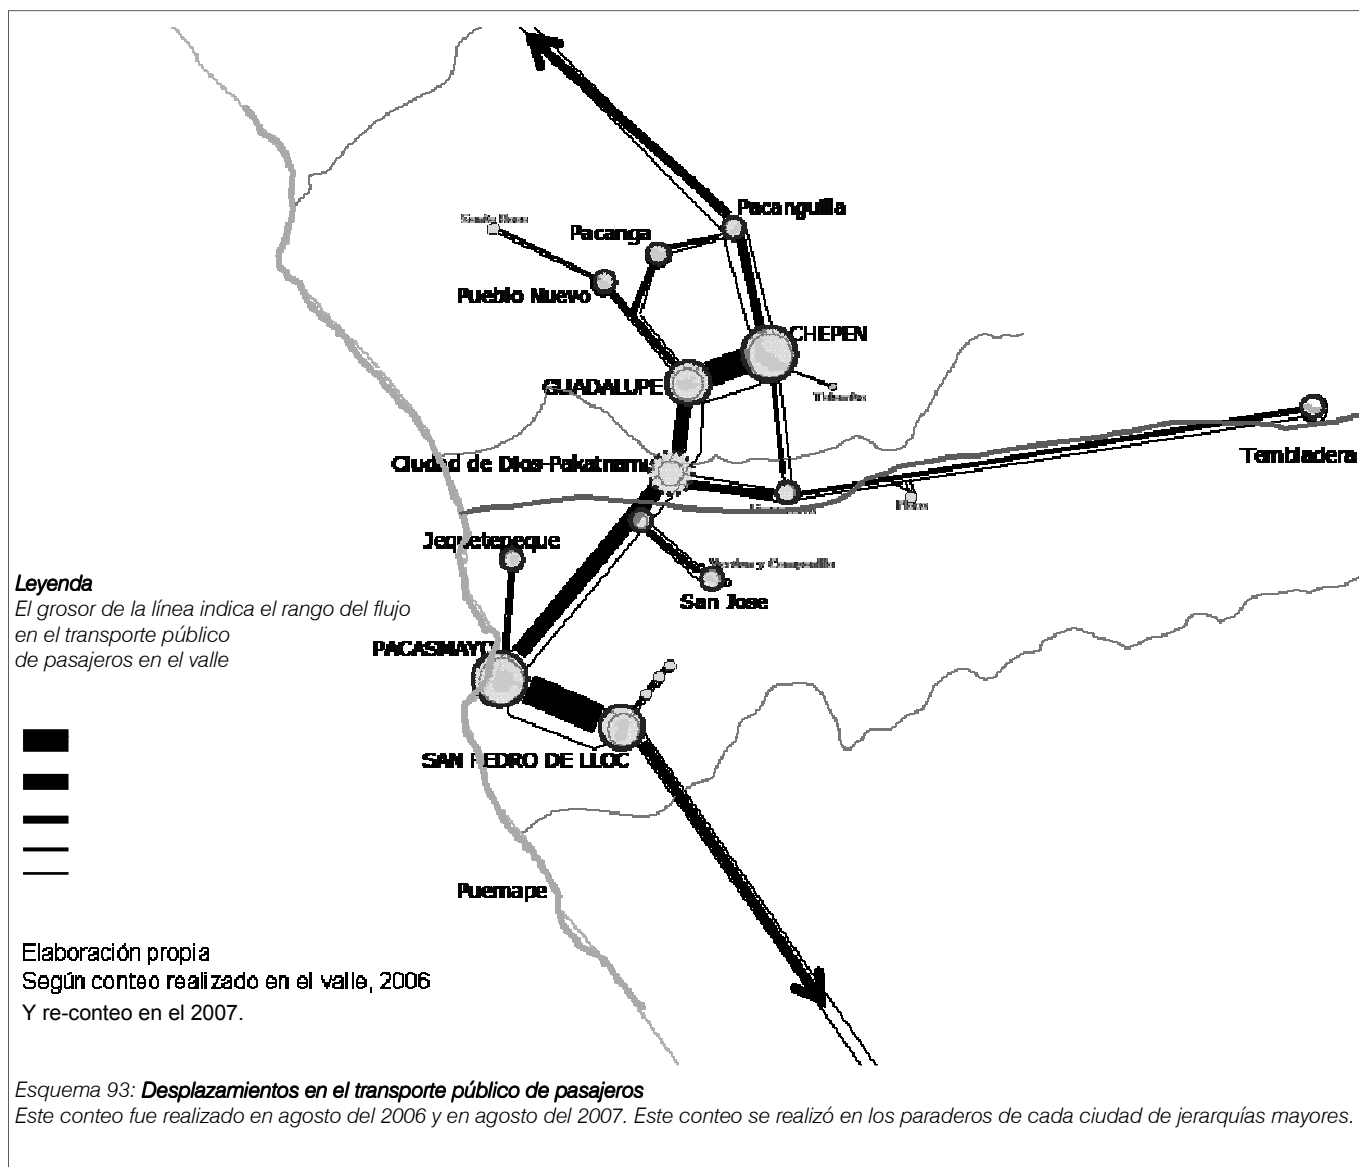 Pacanguilla
Pacanga
Pueblo Nuevo
CHEPEN
GUADALUPE
Ciudad de Dios-Pakatnamu
Tembladera
Jequetepeque
San Jose
Leyenda
El grosor de la línea indica el rango del flujo
en el transporte público
de pasajeros en el valle
PACASMAYO
SAN PEDRO DE LLOC
Puemape
Elaboración propia
Según conteo realizado en el valle, 2006
Y re-conteo en el 2007.
Esquema 93: Desplazamientos en el transporte público de pasajeros
Este conteo fue realizado en agosto del 2006 y en agosto del 2007. Este conteo se realizó en los paraderos de cada ciudad de jerarquías mayores.